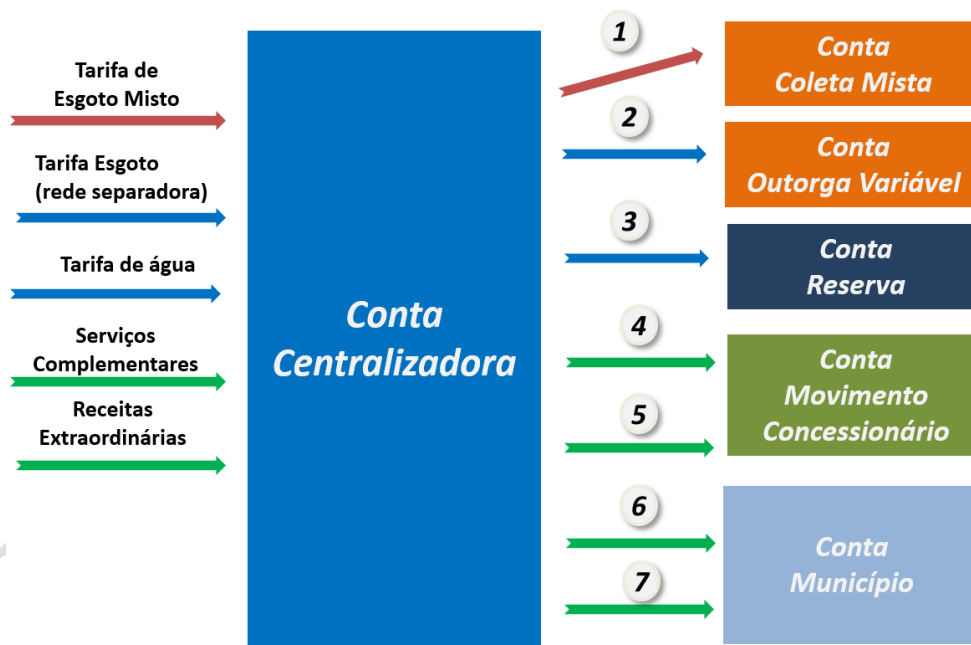 Tarifa de
Esgoto Misto
Tarifa Esgoto
(rede separadora)
Tarifa de água
Serviços
Complementares
Receitas
Extraordinárias
Conta
Centralizadora
1
2
3
4
5
6
7
Conta
Coleta Mista
Conta
Outorga Variável
Conta
Reserva
Conta
Movimento
Concessionário
Conta
Município